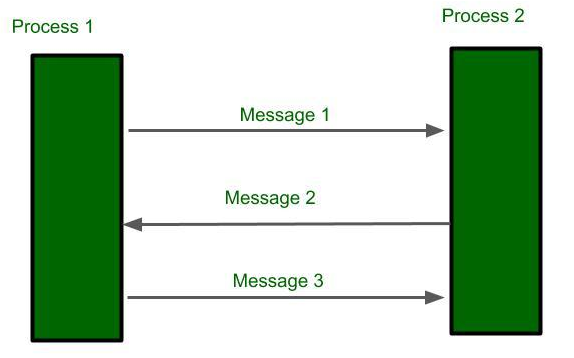 Process 1
Process 2
Message 1
Message 2
Message 3